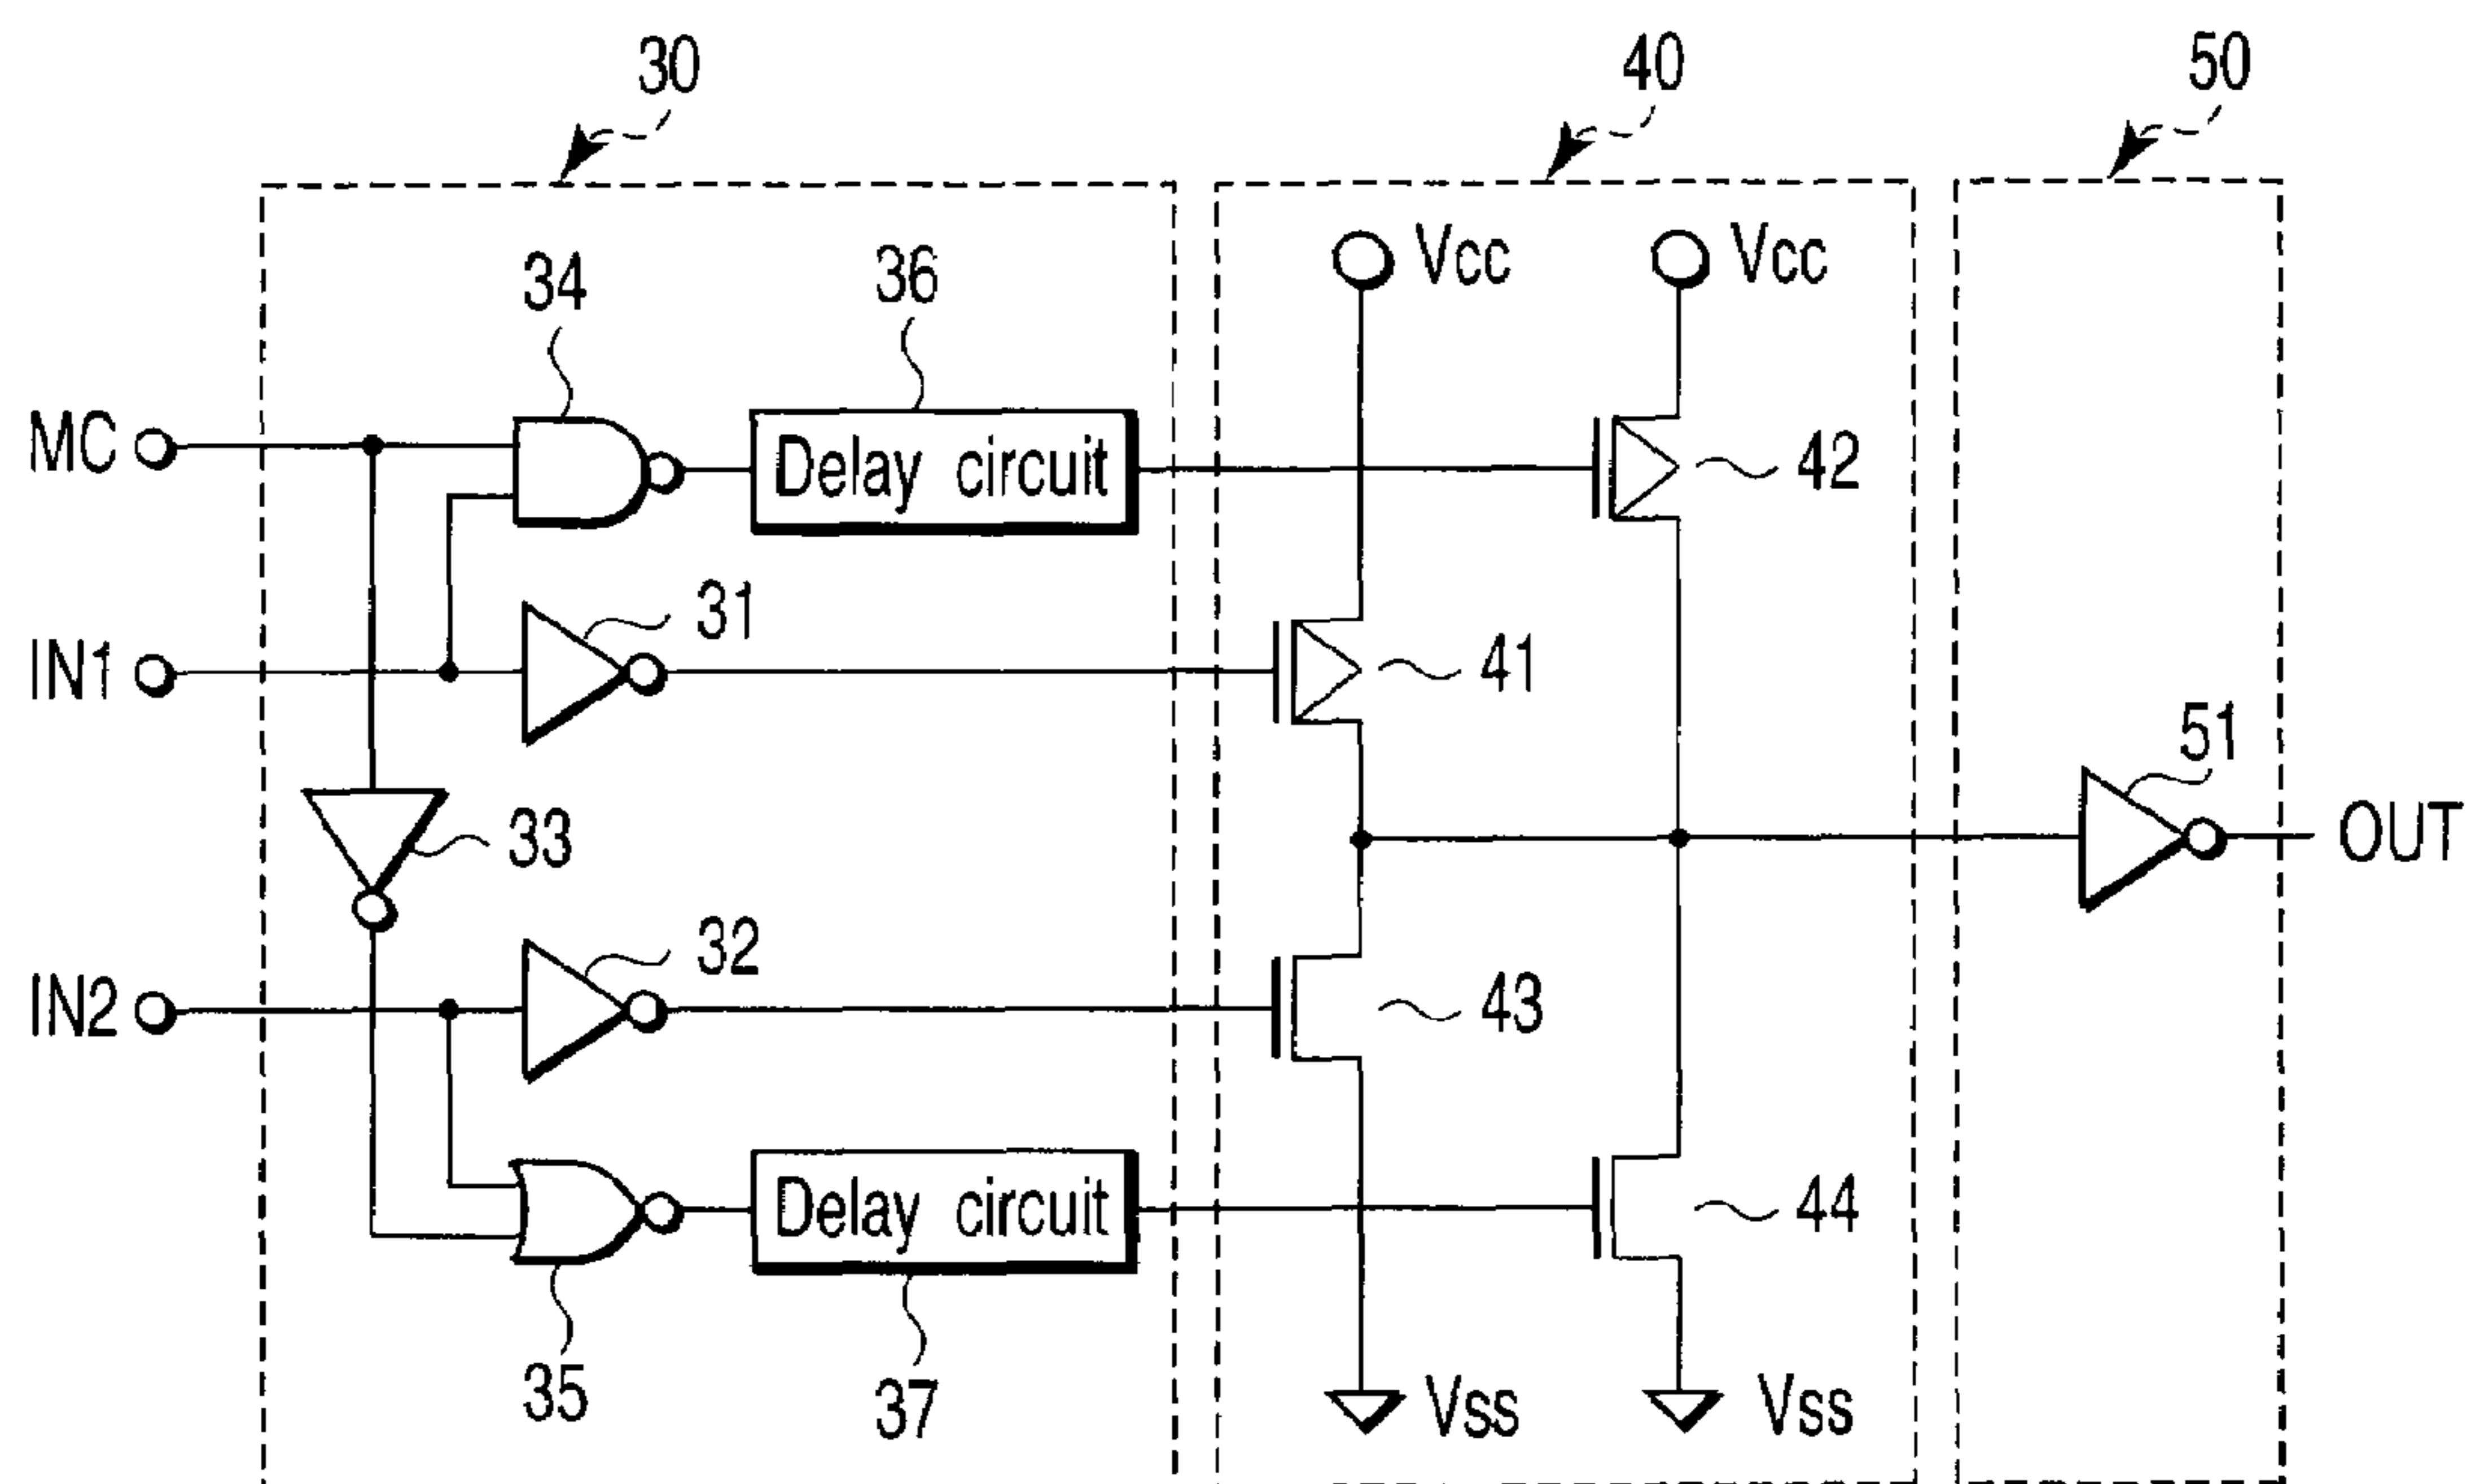 30
40
50
Vcc
Vcc
34
36
MC
Delay circuit
42
31
IN1
41
51
33
OUT
32
IN2
43
Delay circuit
44
35
37
Vss
Vss